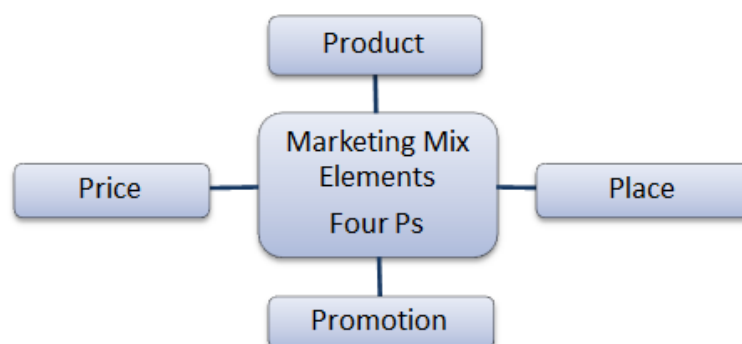 Product
Marketing Mix
Elements
Four Ps
Price
Place
Promotion